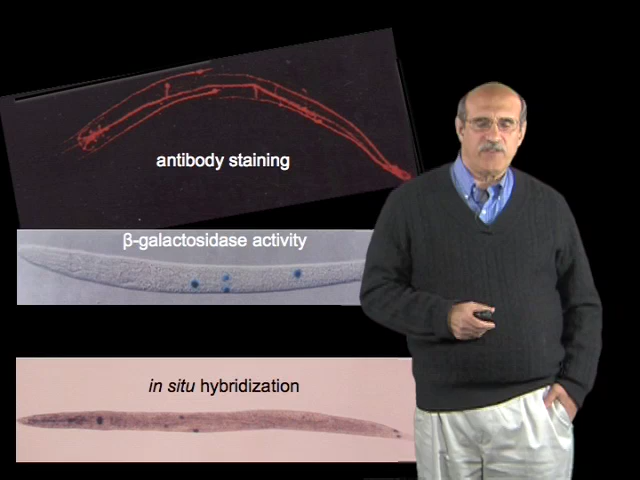 antibody staining
β-galactosidase activity
in situ hybridization